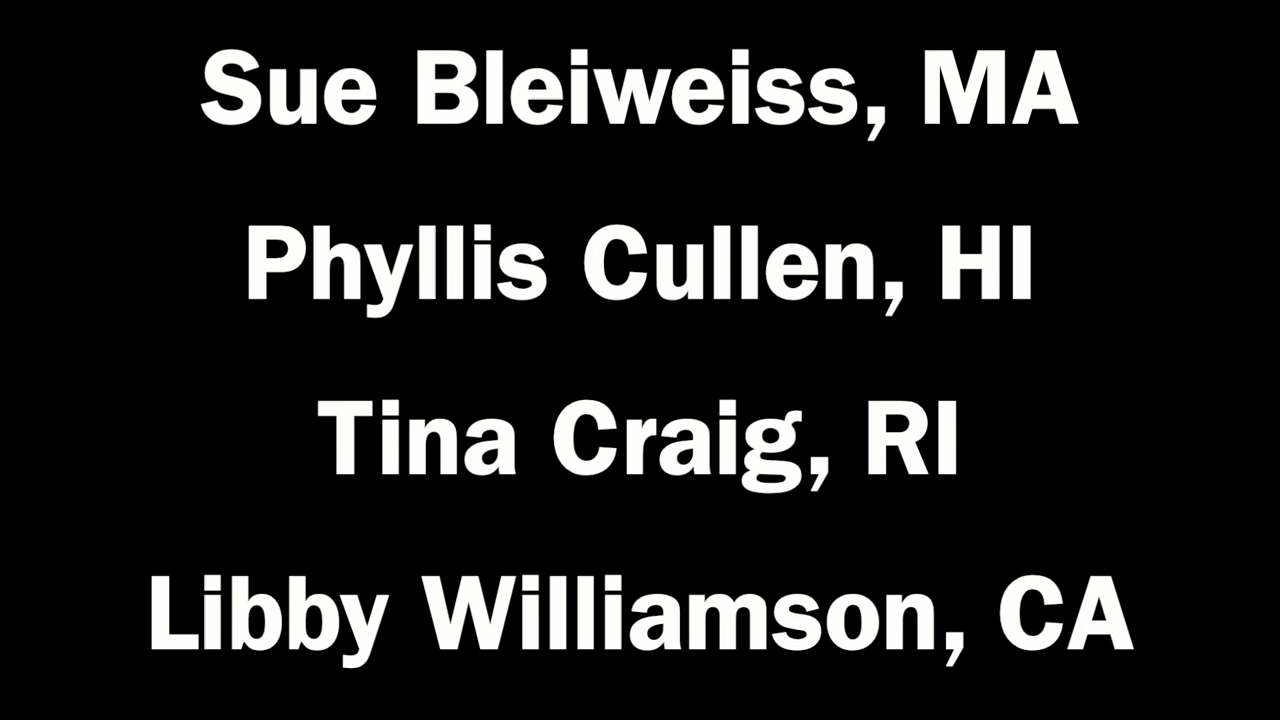 Sue Bleiweiss, MA
Phyllis Cullen, HI
Tina Craig, RI
Libby Williamson, CA